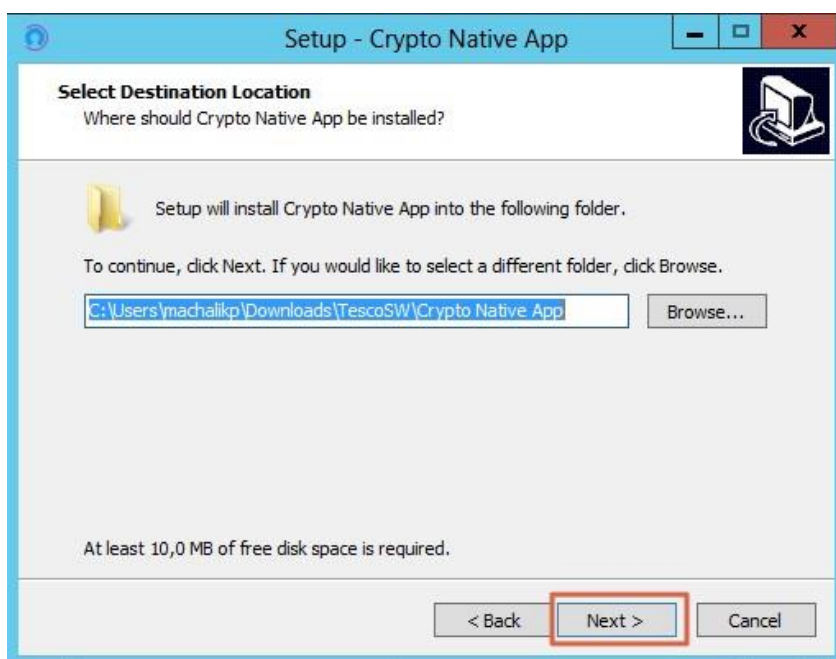 Setup - Crypto Native App
Select Destination Location
Where should Crypto Native App be installed?
Setup will install Crypto Native App into the following folder.
To continue, click Next. If you would like to select a different folder, click Browse.
C:\Users\machalikp\Downloads\TescoSW\Crypto Native App
Browse...
At least 10,0 MB of free disk space is required.
< Back Next > Cancel